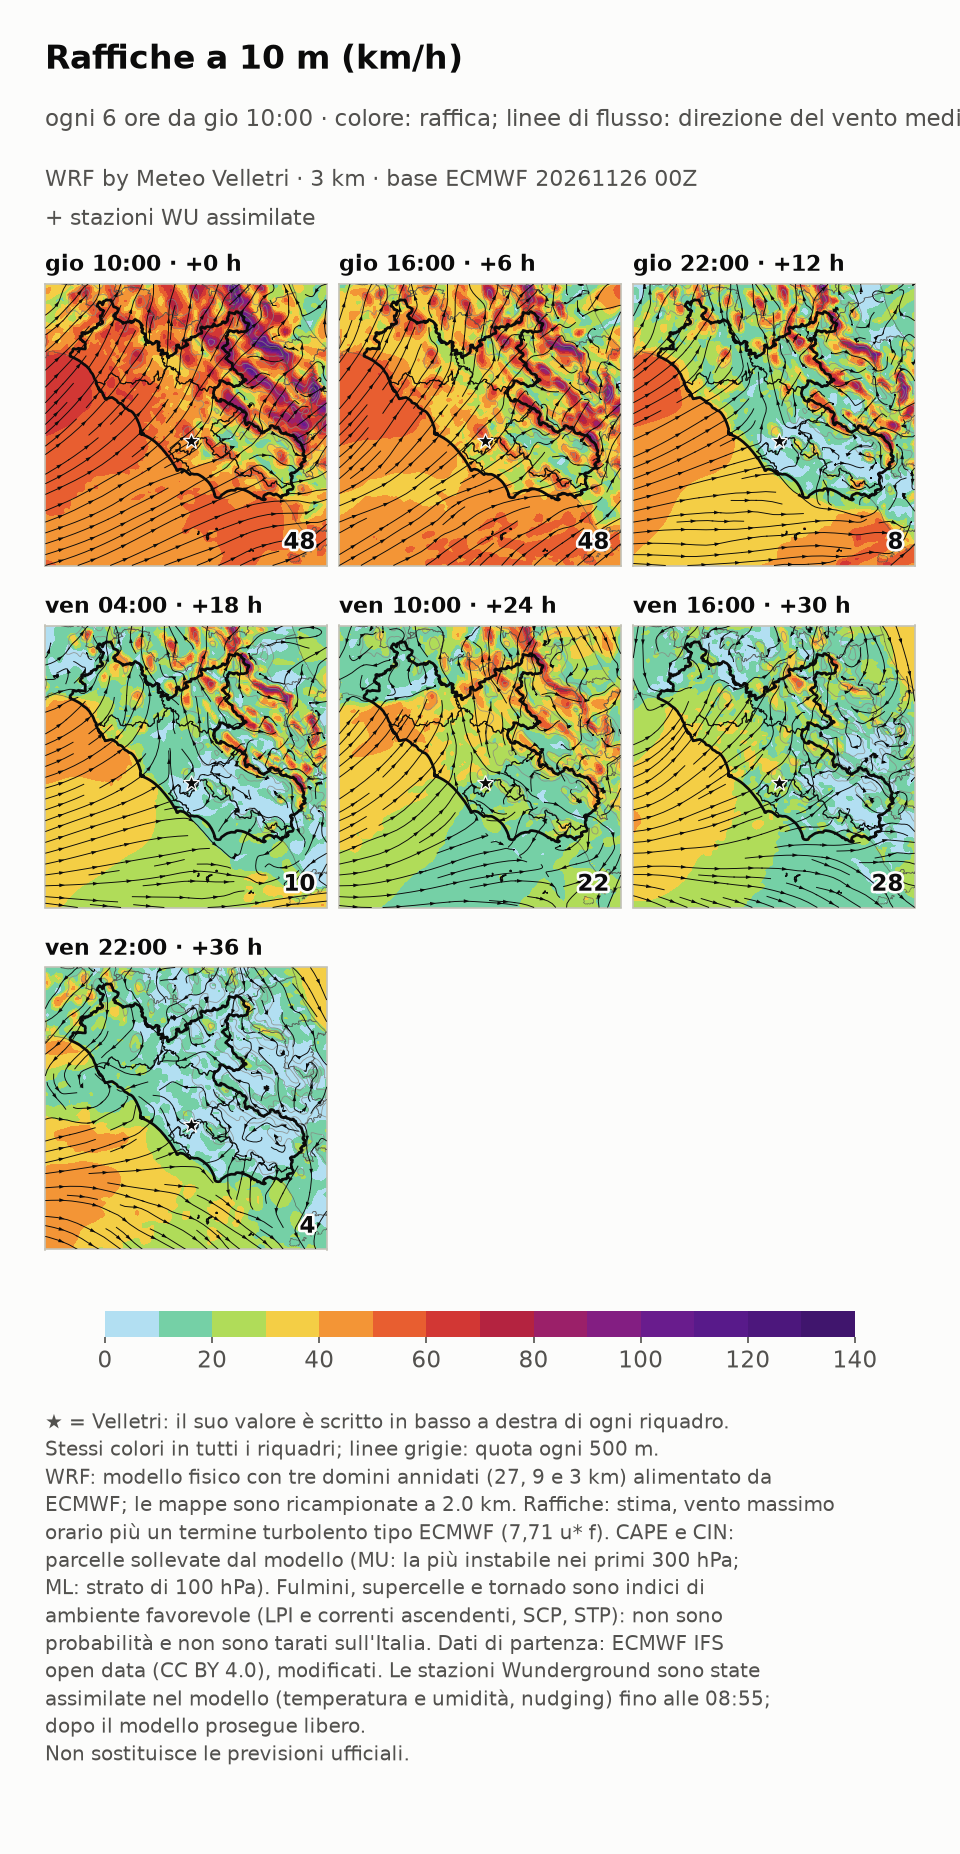 Raffiche a 10 m (km/h)
ogni 6 ore da gio 10:00 · colore: raffica; linee di flusso: direzione del vento medi
WRF by Meteo Velletri · 3 km · base ECMWF 20261126 00Z
+ stazioni WU assimilate
gio 10:00 · +0 h
gio 16:00 · +6 h
gio 22:00 · +12 h
48
48
8
ven 04:00 · +18 h
ven 10:00 · +24 h
ven 16:00 · +30 h
10
22
28
ven 22:00 · +36 h
4
0 20 40 60 80 100 120 140
★ = Velletri: il suo valore è scritto in basso a destra di ogni riquadro.
Stessi colori in tutti i riquadri; linee grigie: quota ogni 500 m.
WRF: modello fisico con tre domini annidati (27, 9 e 3 km) alimentato da
ECMWF; le mappe sono ricampionate a 2.0 km. Raffiche: stima, vento massimo
orario più un termine turbolento tipo ECMWF (7,71 u* f). CAPE e CIN:
parcelle sollevate dal modello (MU: la più instabile nei primi 300 hPa;
ML: strato di 100 hPa). Fulmini, supercelle e tornado sono indici di
ambiente favorevole (LPI e correnti ascendenti, SCP, STP): non sono
probabilità e non sono tarati sull'Italia. Dati di partenza: ECMWF IFS
open data (CC BY 4.0), modificati. Le stazioni Wunderground sono state
assimilate nel modello (temperatura e umidità, nudging) fino alle 08:55;
dopo il modello prosegue libero.
Non sostituisce le previsioni ufficiali.